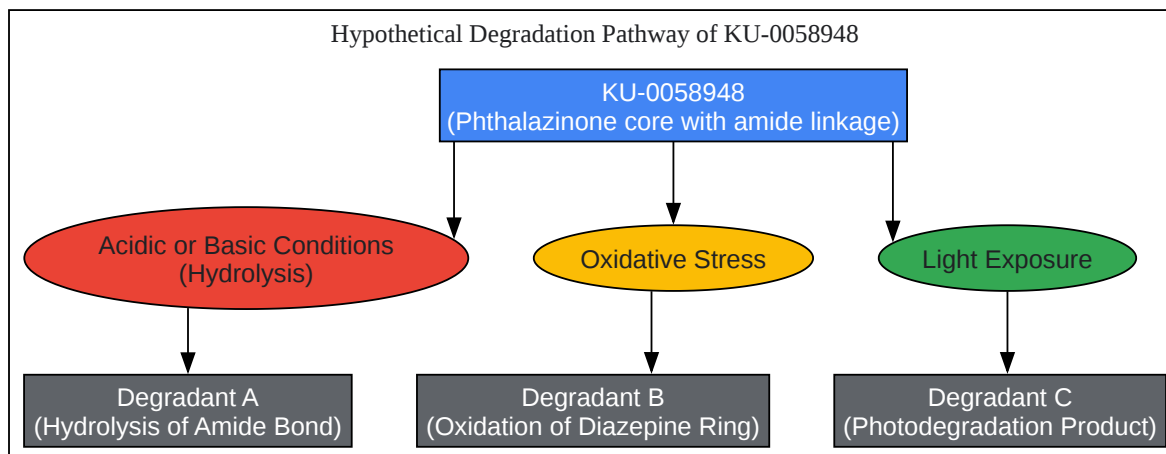 Hypothetical Degradation Pathway of KU-0058948
KU-0058948
(Phthalazinone core with amide linkage)
Acidic or Basic Conditions
(Hydrolysis)
Oxidative Stress
Light Exposure
Degradant A
(Hydrolysis of Amide Bond)
Degradant B
(Oxidation of Diazepine Ring)
Degradant C
(Photodegradation Product)